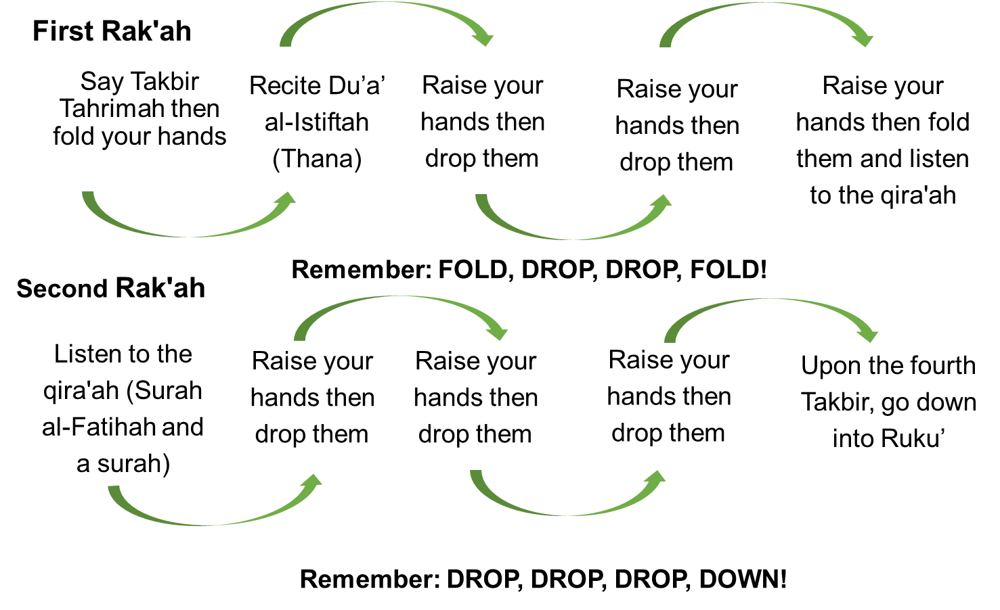 First Rak'ah
Say Takbir
Tahrimah then
fold your hands
Recite Du’a’
al-Istiftah
(Thana)
Raise your
hands then
drop them
Raise your
hands then
drop them
Raise your
hands then fold
them and listen
to the qira'ah
Remember: FOLD, DROP, DROP, FOLD!
Second Rak'ah
Listen to the
qira'ah (Surah
al-Fatihah and
a surah)
Raise your
hands then
drop them
Raise your
hands then
drop them
Raise your
hands then
drop them
Upon the fourth
Takbir, go down
into Ruku’
Remember: DROP, DROP, DROP, DOWN!